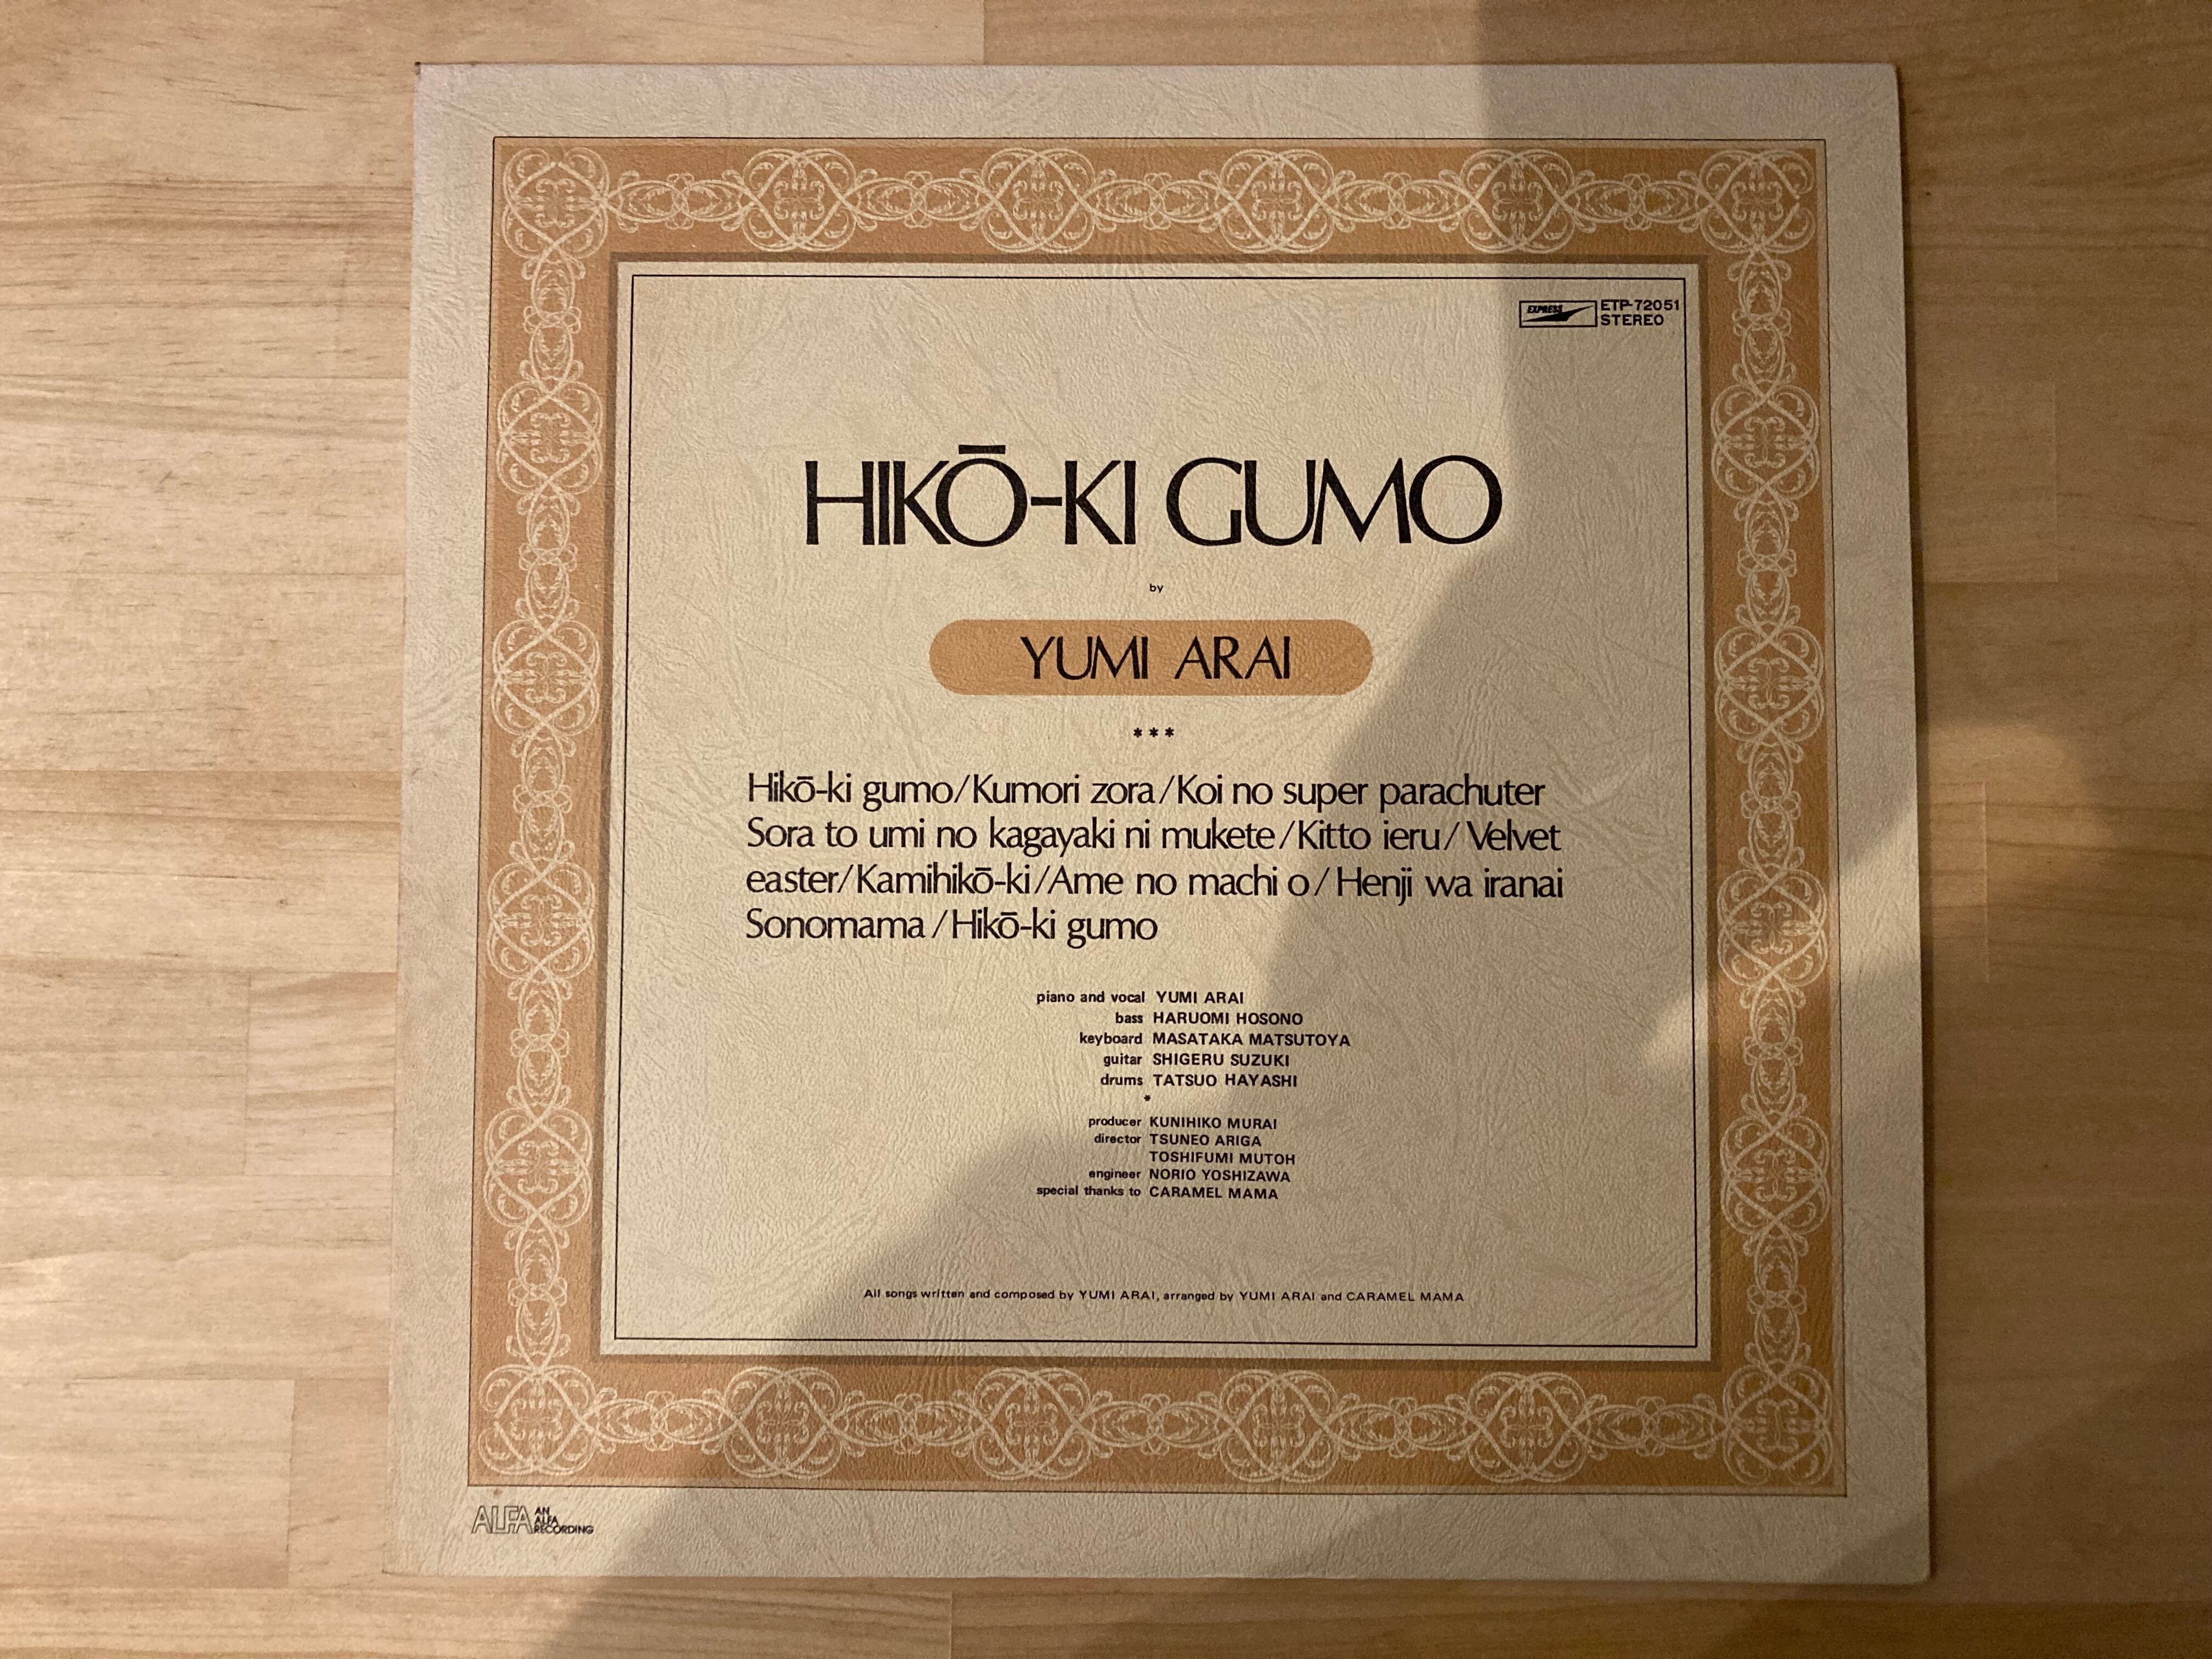 EXPRESS ETP-72051
STEREO
HIKŌ-KI GUMO
by
YUMI ARAI
***
Hikō-ki gumo/Kumori zora/Koi no super parachuter
Sora to umi no kagayaki ni mukete/Kitto ieru/Velvet
easter/Kamihikō-ki/Ame no machi o/Henji wa iranai
Sonomama/Hikō-ki gumo
piano and vocal YUMI ARAI
bass HARUOMI HOSONO
keyboard MASATAKA MATSUTOYA
guitar SHIGERU SUZUKI
drums TATSUO HAYASHI
*
producer KUNIHIKO MURAI
director TSUNEO ARIGA
TOSHIFUMI MUTOH
engineer NORIO YOSHIZAWA
special thanks to CARAMEL MAMA
All songs written and composed by YUMI ARAI, arranged by YUMI ARAI and CARAMEL MAMA
ALFA AN
ALFA
RECORDING